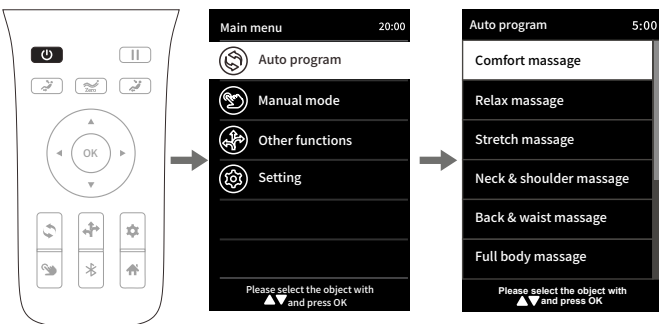 Zero
OK
Main menu 20:00
Auto program
Manual mode
Other functions
Setting
Please select the object with
▲▼and press OK
Auto program 5:00
Comfort massage
Relax massage
Stretch massage
Neck & shoulder massage
Back & waist massage
Full body massage
Please select the object with
▲▼and press OK